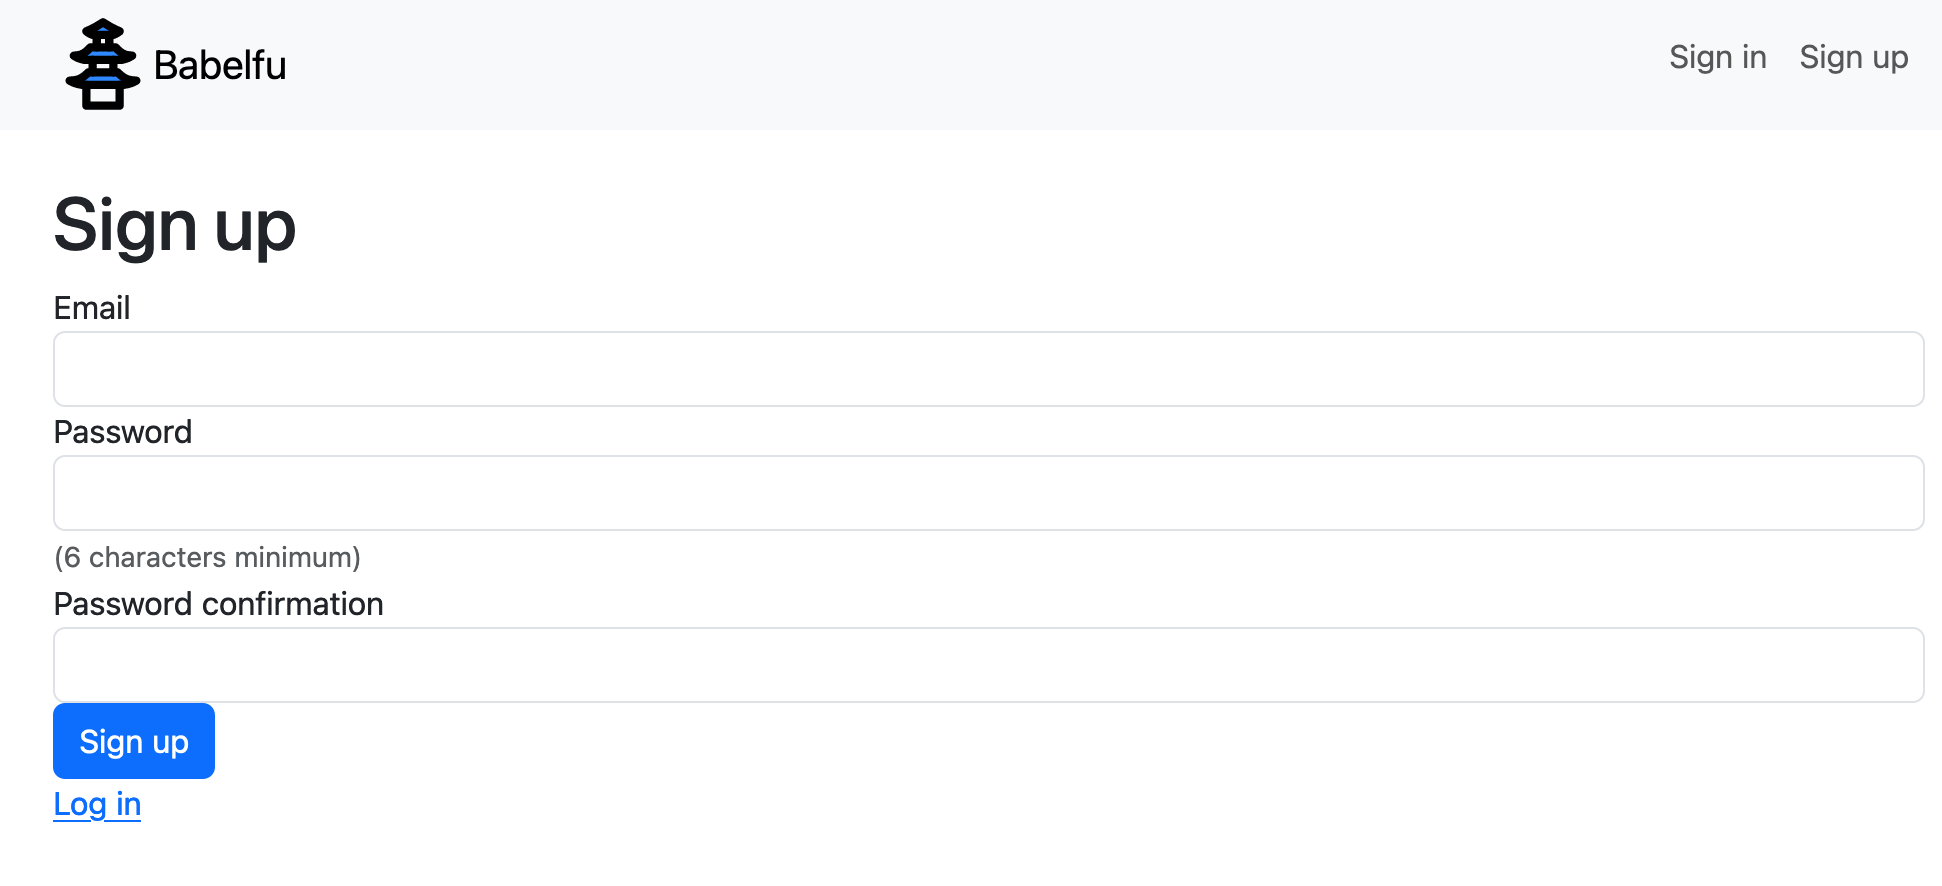 Babelfu
Sign in Sign up
Sign up
Email
Password
(6 characters minimum)
Password confirmation
Sign up
Log in